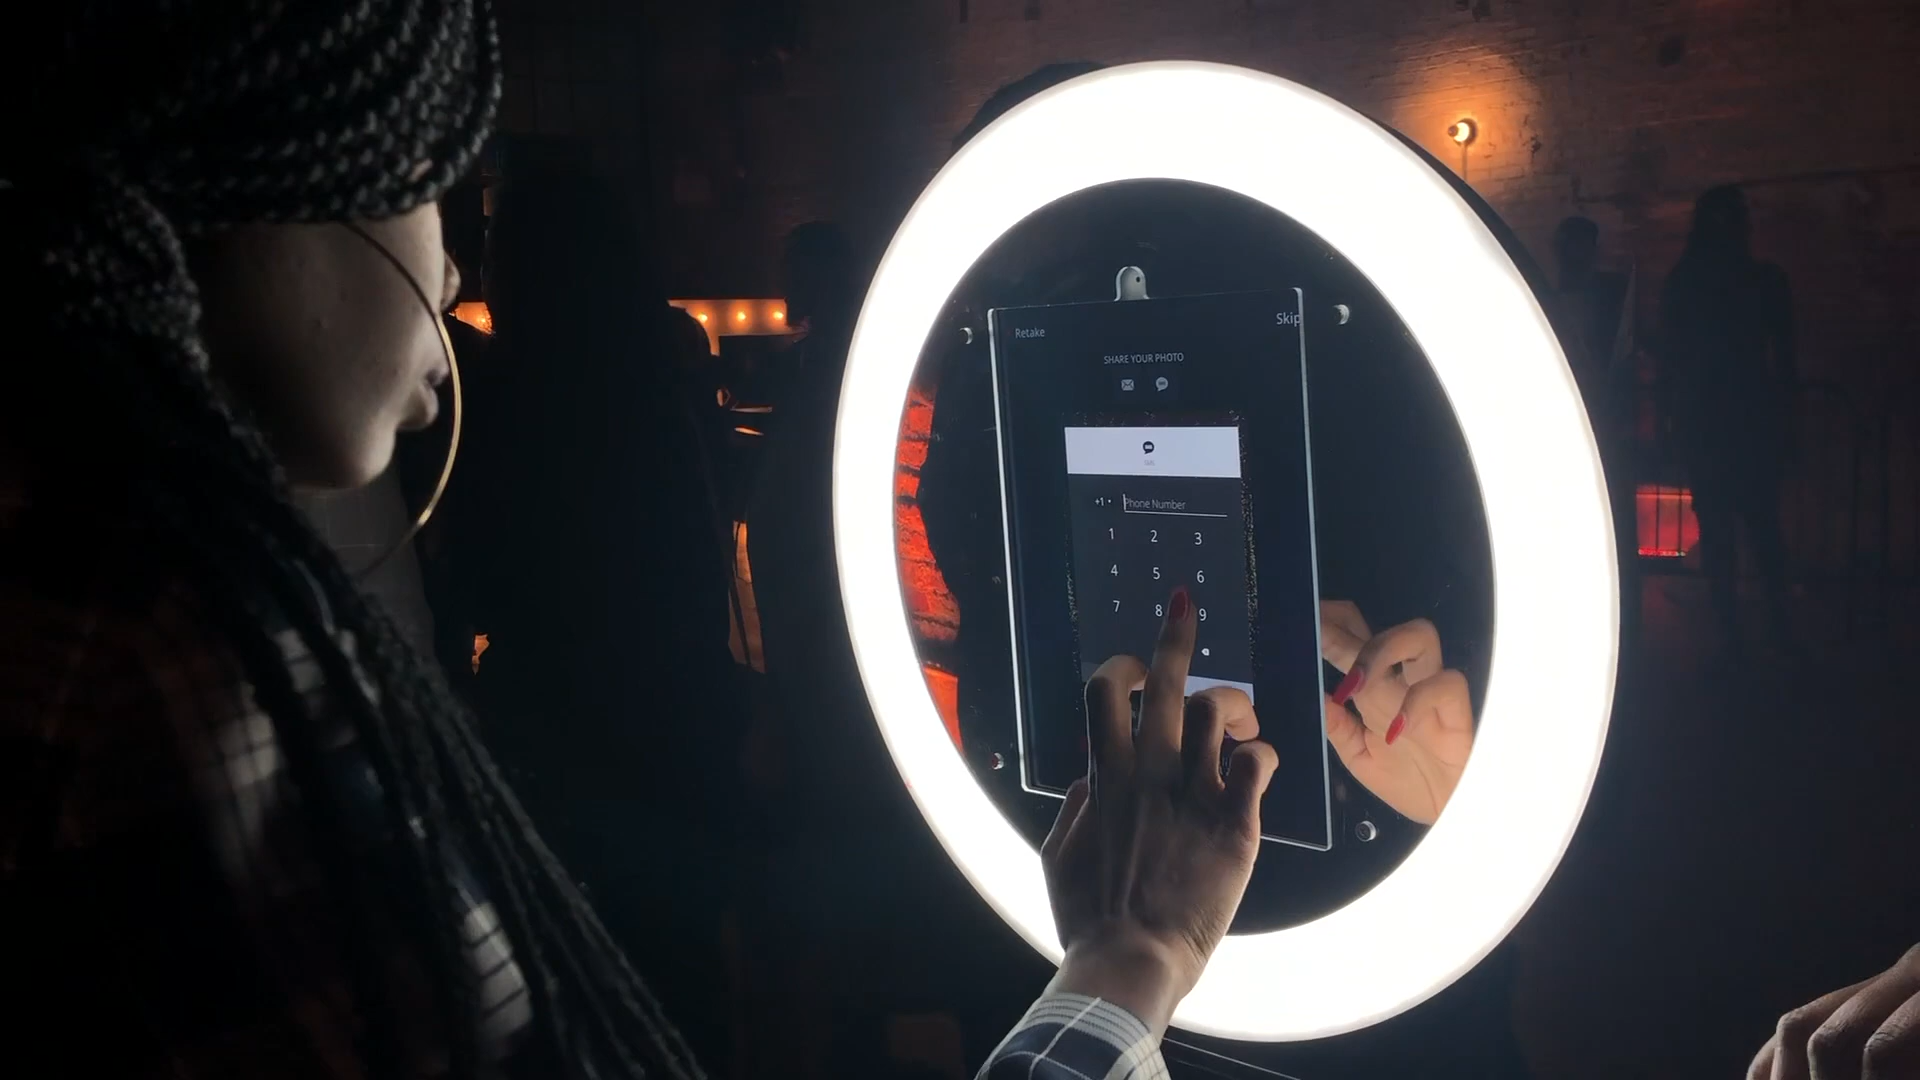 Retake
Skip
SHARE YOUR PHOTO
+1
Phone Number
1 2 3
4 5 6
7 8 9